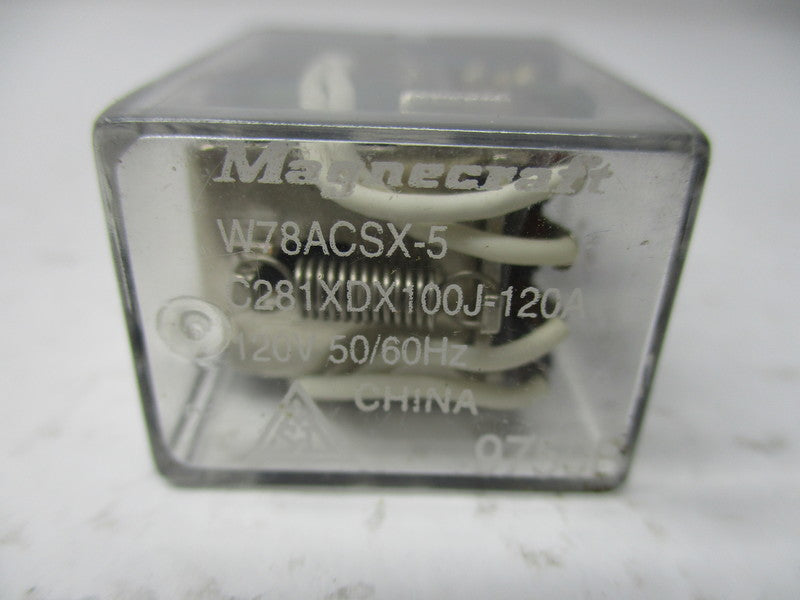 Magnecraft
W78ACSX-5
C281XDX100J-120A
120V 50/60Hz
CHINA